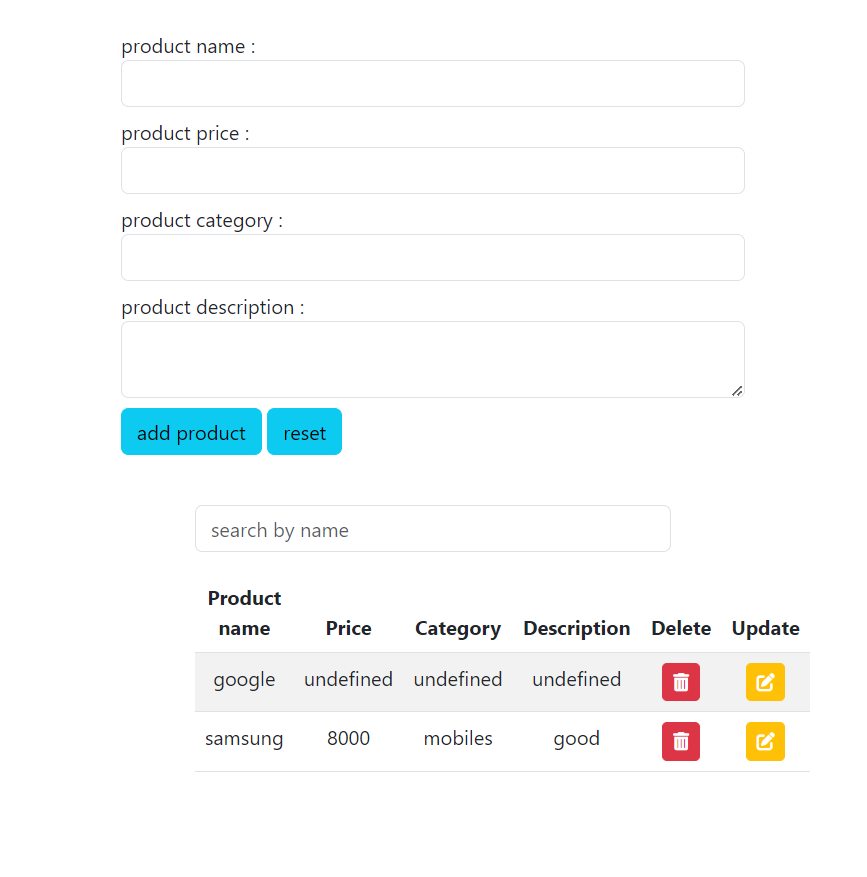 product name :
product price :
product category :
product description :
add product reset
search by name
Product name Price Category Description Delete Update
google undefined undefined undefined
samsung 8000 mobiles good